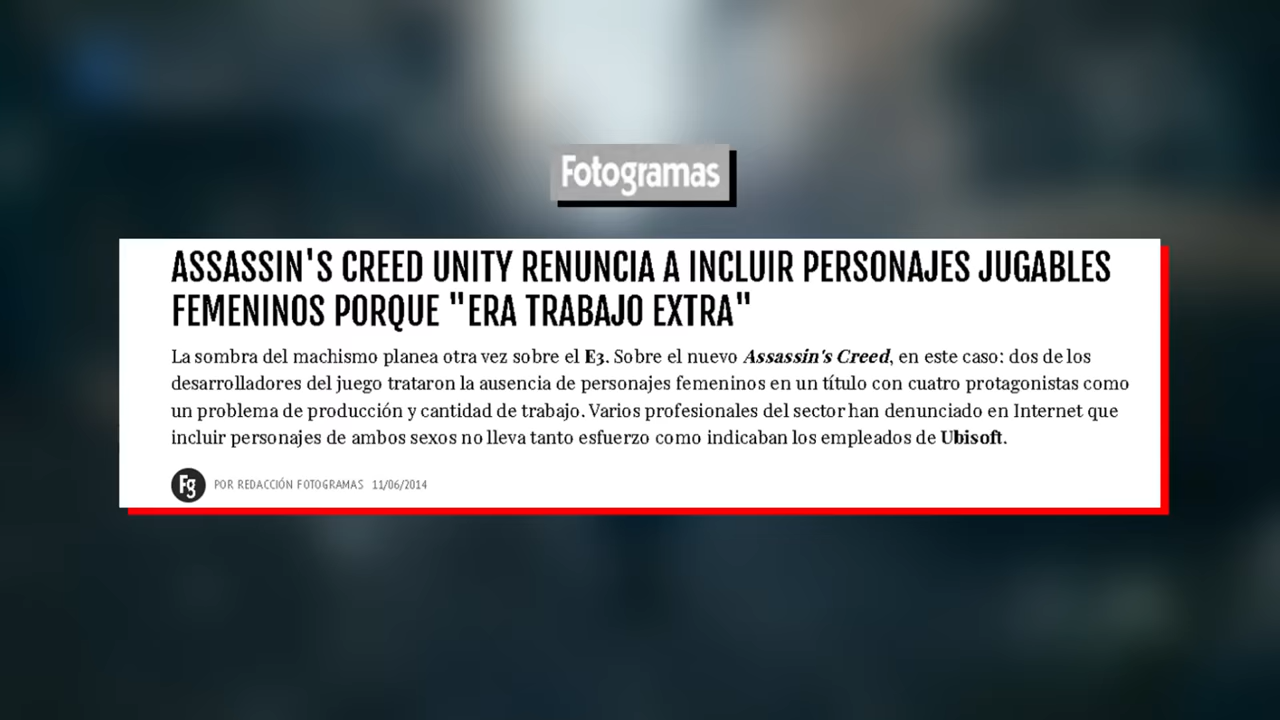 Fotogramas
ASSASSIN'S CREED UNITY RENUNCIA A INCLUIR PERSONAJES JUGABLES
FEMENINOS PORQUE "ERA TRABAJO EXTRA"
La sombra del machismo planea otra vez sobre el E3. Sobre el nuevo Assassin's Creed, en este caso: dos de los
desarrolladores del juego trataron la ausencia de personajes femeninos en un título con cuatro protagonistas como
un problema de producción y cantidad de trabajo. Varios profesionales del sector han denunciado en Internet que
incluir personajes de ambos sexos no lleva tanto esfuerzo como indicaban los empleados de Ubisoft.
Fg POR REDACCIÓN FOTOGRAMAS 11/06/2014